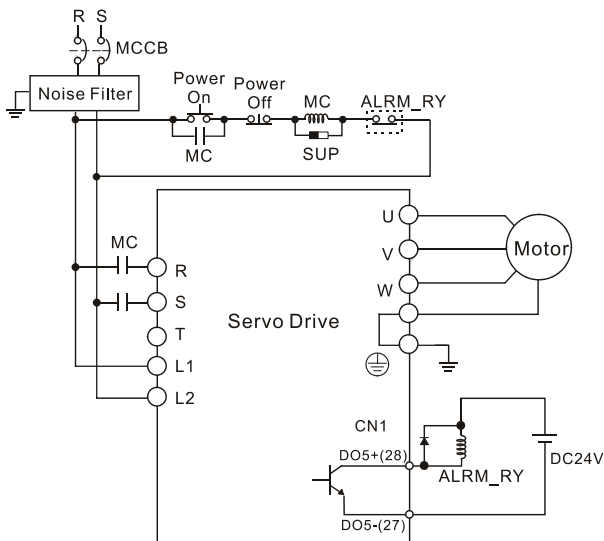 R S
MCCB
Noise Filter
Power
On
Power
Off
MC
ALRM_RY
MC
SUP
MC
R
S
T
L1
L2
Servo Drive
U
V
W
Motor
CN1
DO5+(28)
DO5-(27)
ALRM_RY
DC24V